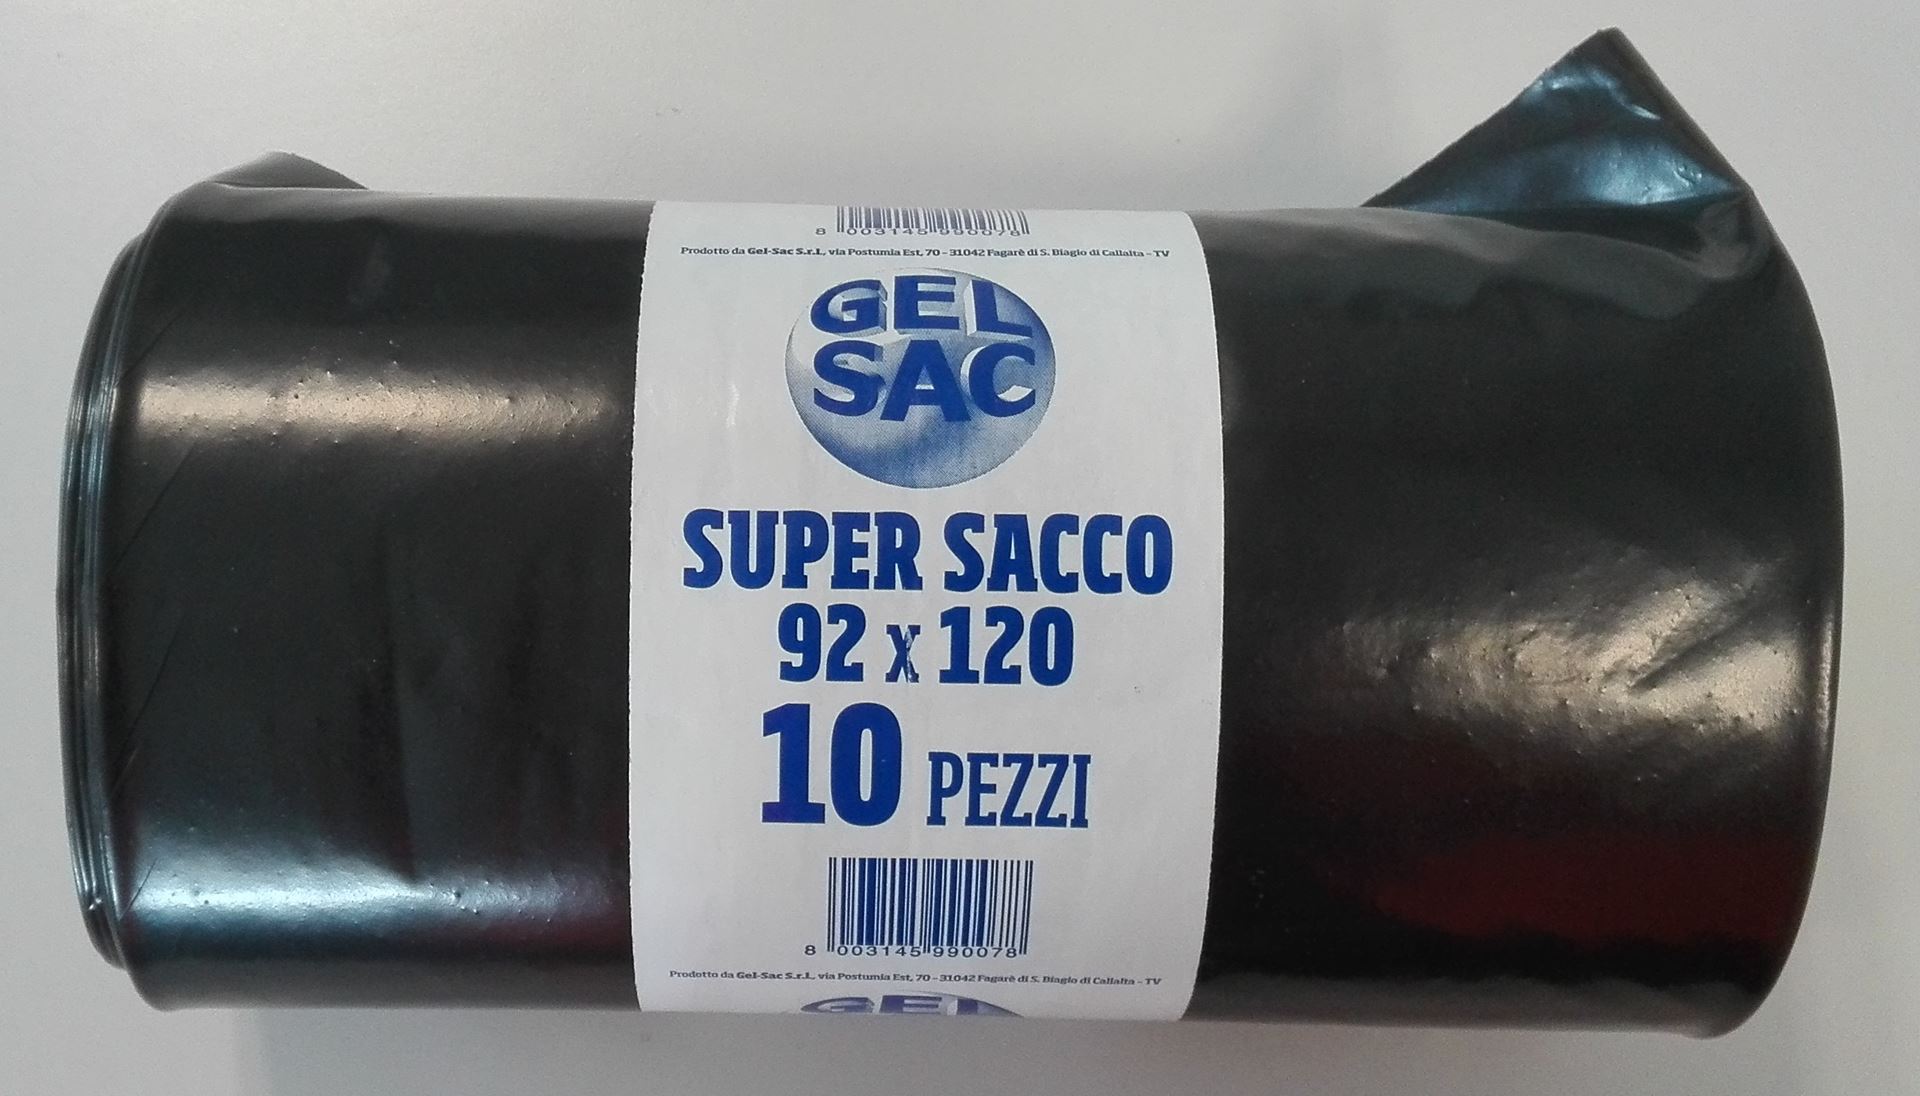 8 003145 990078
Prodotto da Gel-Sac S.r.l., via Postumia Est, 70 - 31042 Fagarè di S. Biagio di Callalta - TV
GEL
SAC
SUPER SACCO
92 x 120
10 PEZZI
8 003145 990078
Prodotto da Gel-Sac S.r.l., via Postumia Est, 70 - 31042 Fagarè di S. Biagio di Callalta - TV
GEL